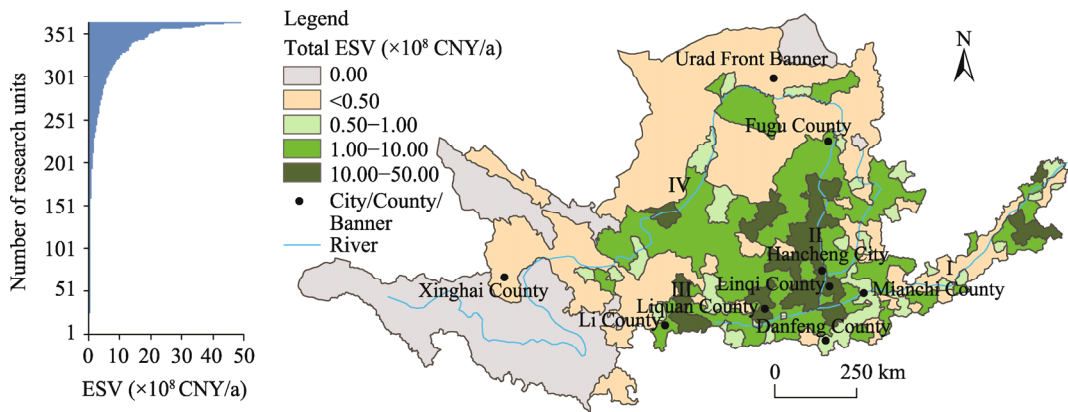 351
301
251
201
151
101
51
1
Number of research units
0 10 20 30 40 50
ESV (×10⁸ CNY/a)
Legend
Total ESV (×10⁸ CNY/a)
0.00
<0.50
0.50−1.00
1.00−10.00
10.00−50.00
City/County/
Banner
River
N
Urad Front Banner
Fugu County
IV
II
Hancheng City
I
Xinghai County
III
Linqi County
Mianchi County
Liquan County
Li County
Danfeng County
0 250 km